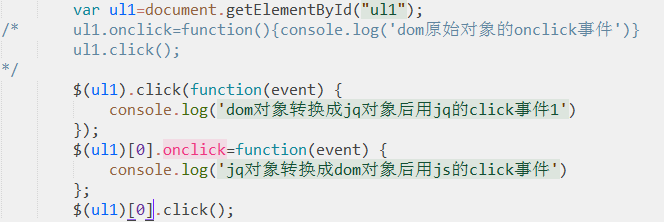 var ul1=document.getElementById("ul1");
/* ul1.onclick=function(){console.log('dom原始对象的onclick事件')}
ul1.click();
*/
$(ul1).click(function(event) {
console.log('dom对象转换成jq对象后用jq的click事件1')
});
$(ul1)[0].onclick=function(event) {
console.log('jq对象转换成dom对象后用js的click事件')
};
$(ul1)[0].click();